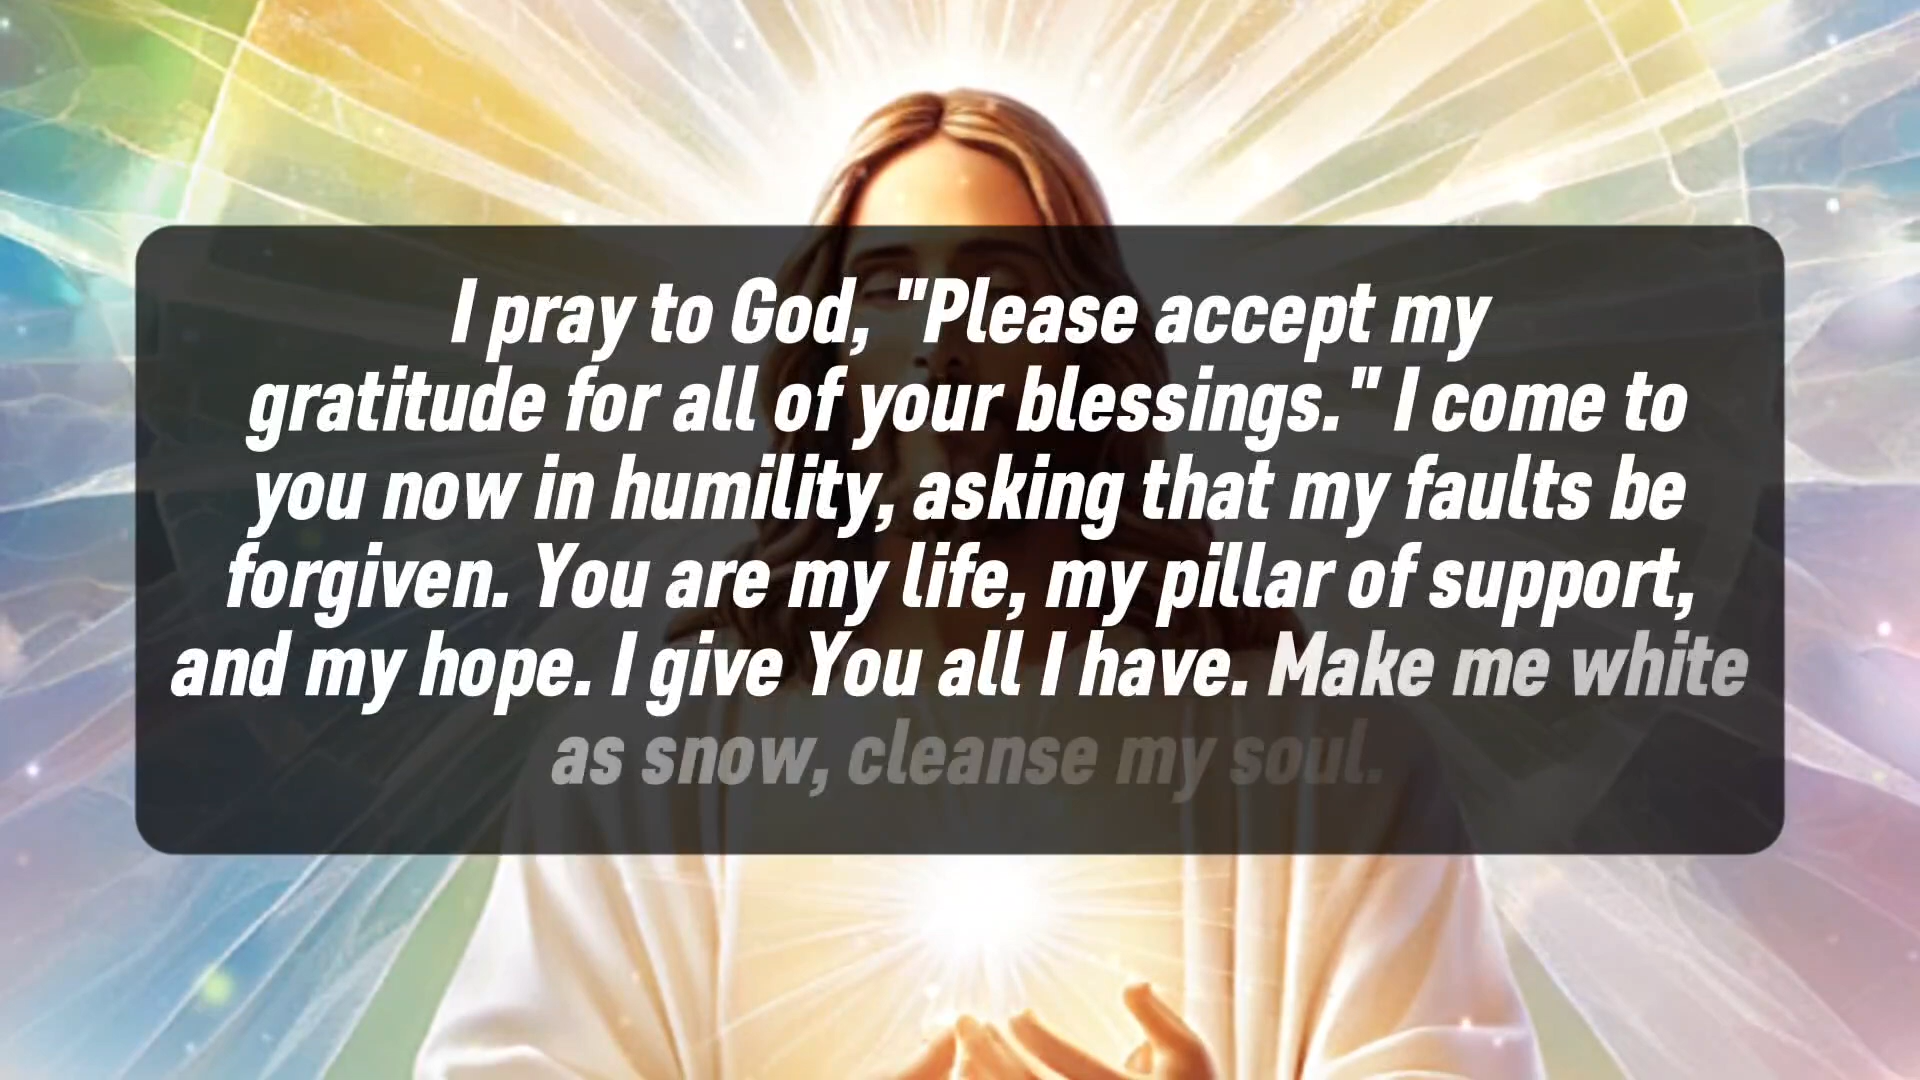 I pray to God, "Please accept my
gratitude for all of your blessings." I come to
you now in humility, asking that my faults be
forgiven. You are my life, my pillar of support,
and my hope. I give You all I have. Make me white
as snow, cleanse my soul.